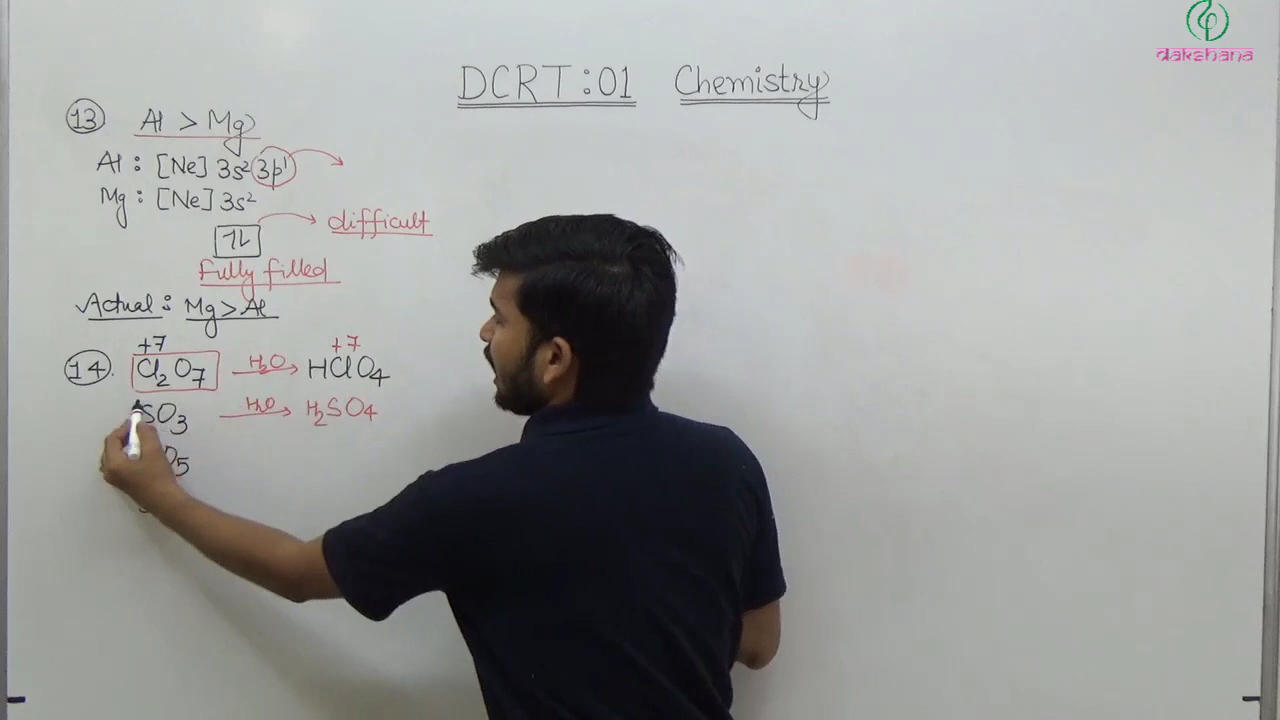 dakshana
DCRT:01 Chemistry
13 Al > Mg
Al : [Ne] 3s² 3p¹
Mg : [Ne] 3s²
↑↓ difficult
Fully filled
Actual : Mg > Al
+7 +7
14. Cl₂O₇ H₂O→ HClO₄
SO₃ H₂O→ H₂SO₄
O₅